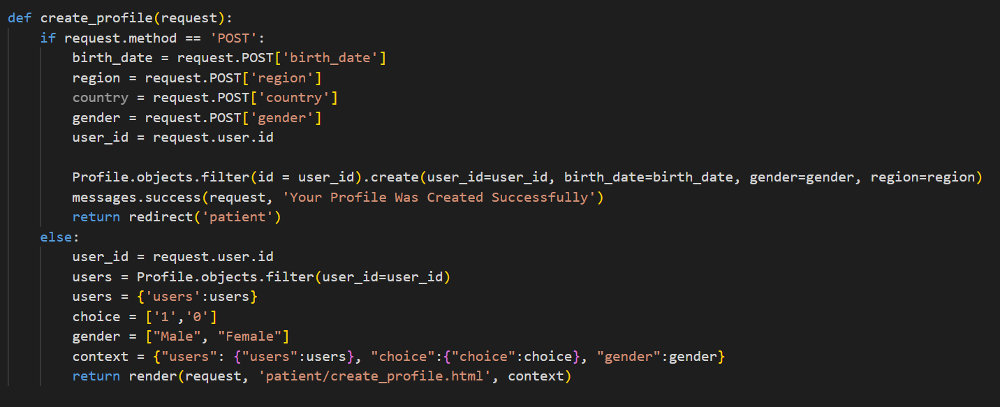 def create_profile(request):
    if request.method == 'POST':
        birth_date = request.POST['birth_date']
        region = request.POST['region']
        country = request.POST['country']
        gender = request.POST['gender']
        user_id = request.user.id

        Profile.objects.filter(id = user_id).create(user_id=user_id, birth_date=birth_date, gender=gender, region=region)
        messages.success(request, 'Your Profile Was Created Successfully')
        return redirect('patient')
    else:
        user_id = request.user.id
        users = Profile.objects.filter(user_id=user_id)
        users = {'users':users}
        choice = ['1','0']
        gender = ["Male", "Female"]
        context = {"users": {"users":users}, "choice":{"choice":choice}, "gender":gender}
        return render(request, 'patient/create_profile.html', context)